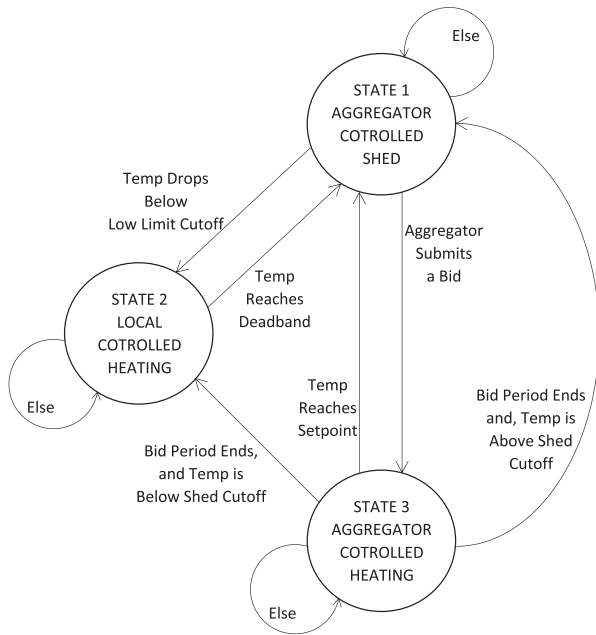 Else
STATE 1
AGGREGATOR
COTROLLED
SHED
Temp Drops
Below
Low Limit Cutoff
Aggregator
Submits
a Bid
STATE 2
LOCAL
COTROLLED
HEATING
Temp
Reaches
Deadband
Else
Temp
Reaches
Setpoint
Bid Period Ends
and, Temp is
Above Shed
Cutoff
Bid Period Ends,
and Temp is
Below Shed Cutoff
STATE 3
AGGREGATOR
COTROLLED
HEATING
Else